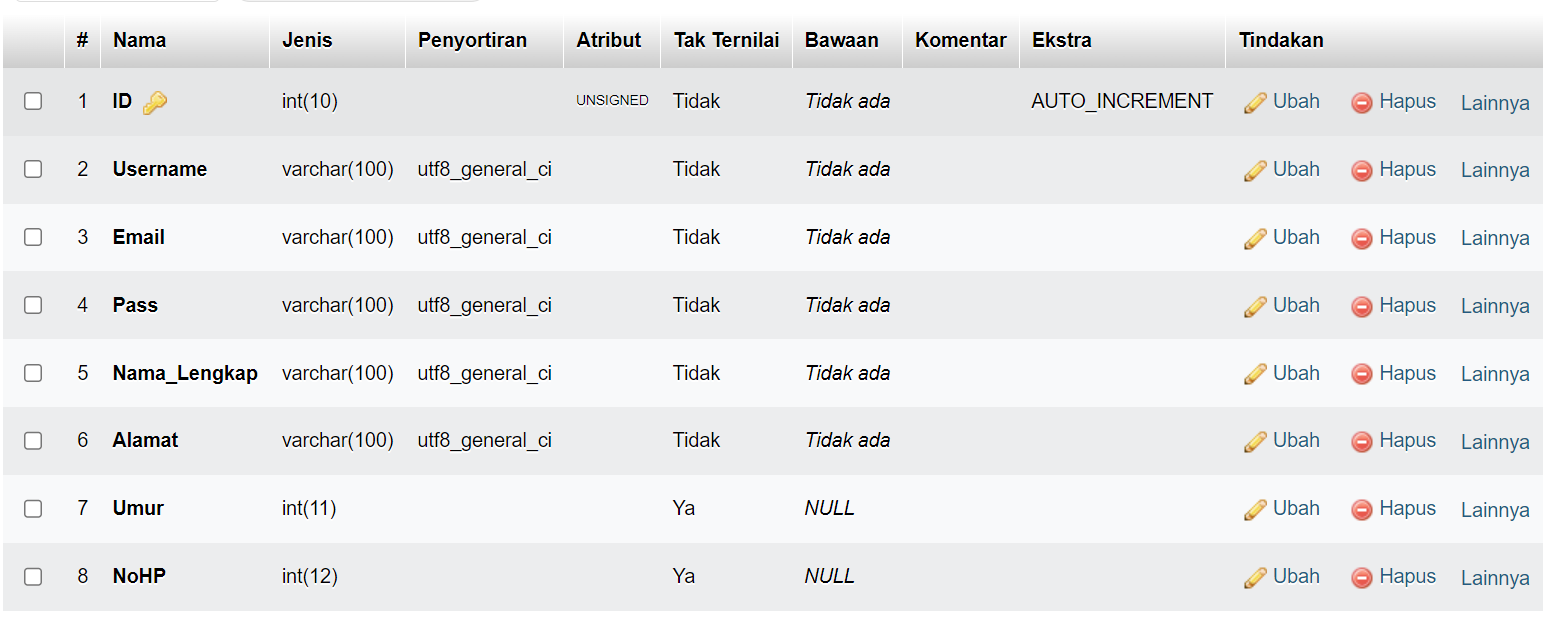 # Nama Jenis Penyortiran Atribut Tak Ternilai Bawaan Komentar Ekstra Tindakan
1 ID int(10) UNSIGNED Tidak Tidak ada AUTO_INCREMENT Ubah Hapus Lainnya
2 Username varchar(100) utf8_general_ci Tidak Tidak ada Ubah Hapus Lainnya
3 Email varchar(100) utf8_general_ci Tidak Tidak ada Ubah Hapus Lainnya
4 Pass varchar(100) utf8_general_ci Tidak Tidak ada Ubah Hapus Lainnya
5 Nama_Lengkap varchar(100) utf8_general_ci Tidak Tidak ada Ubah Hapus Lainnya
6 Alamat varchar(100) utf8_general_ci Tidak Tidak ada Ubah Hapus Lainnya
7 Umur int(11) Ya NULL Ubah Hapus Lainnya
8 NoHP int(12) Ya NULL Ubah Hapus Lainnya